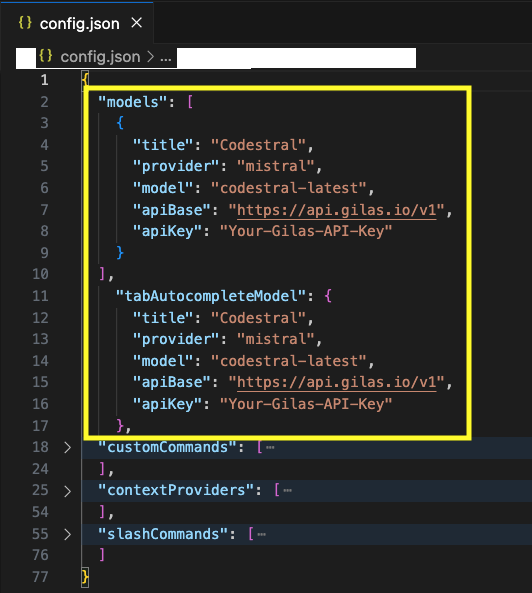 {} config.json ×
{} config.json > ...
1 {
2 "models": [
3 {
4 "title": "Codestral",
5 "provider": "mistral",
6 "model": "codestral-latest",
7 "apiBase": "https://api.gilas.io/v1",
8 "apiKey": "Your-Gilas-API-Key"
9 }
10 ],
11 "tabAutocompleteModel": {
12 "title": "Codestral",
13 "provider": "mistral",
14 "model": "codestral-latest",
15 "apiBase": "https://api.gilas.io/v1",
16 "apiKey": "Your-Gilas-API-Key"
17 },
18 > "customCommands": [⋯
24 ],
25 > "contextProviders": [⋯
54 ],
55 > "slashCommands": [⋯
76 ]
77 }